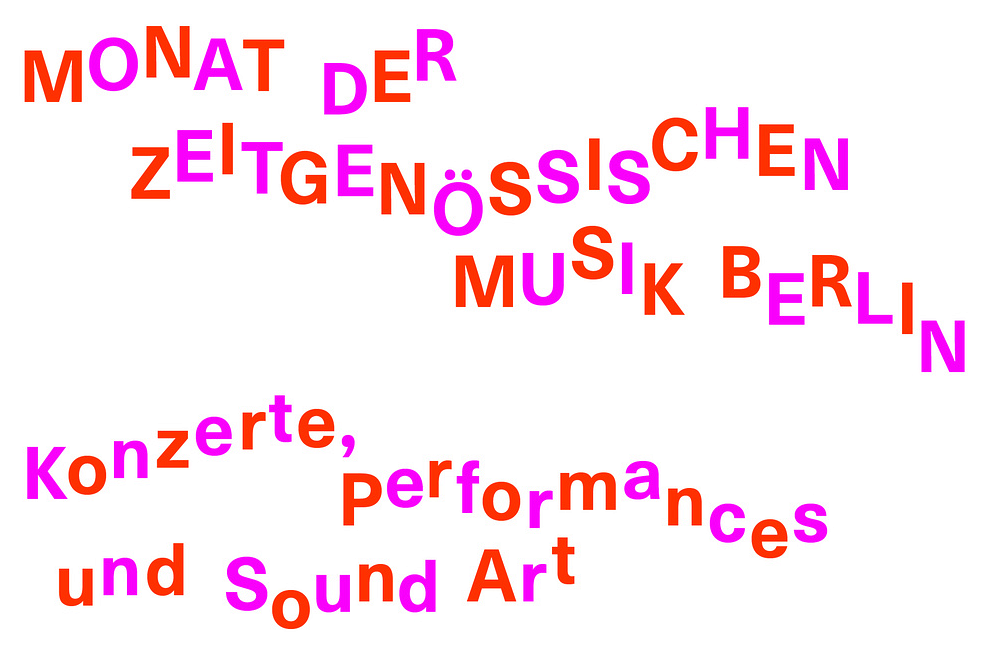 MONAT DER
ZEITGENÖSSISCHEN
MUSIK BERLIN
Konzerte,
Performances
und Sound Art